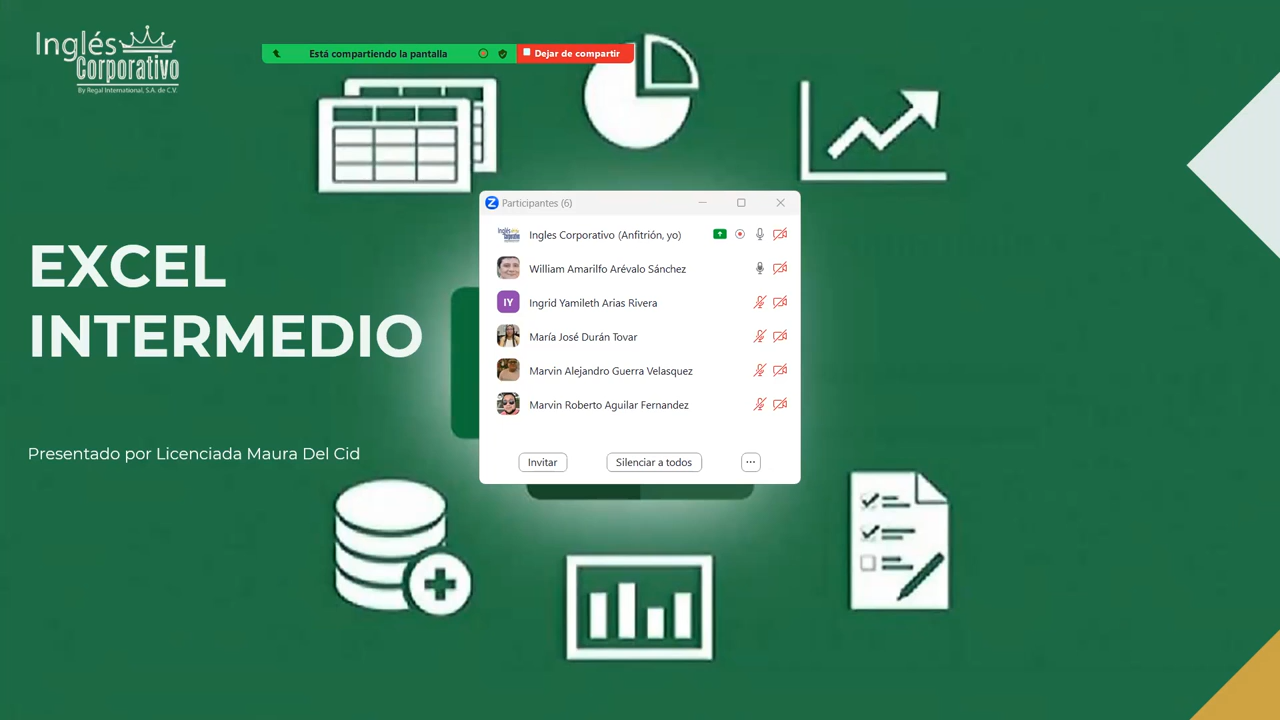 Inglés
Corporativo
By Regal International, S.A. de C.V.
Está compartiendo la pantalla
Dejar de compartir
EXCEL
INTERMEDIO
Presentado por Licenciada Maura Del Cid
Participantes (6)
Ingles Corporativo (Anfitrión, yo)
William Amarilfo Arévalo Sánchez
IY Ingrid Yamileth Arias Rivera
María José Durán Tovar
Marvin Alejandro Guerra Velasquez
Marvin Roberto Aguilar Fernandez
Invitar
Silenciar a todos